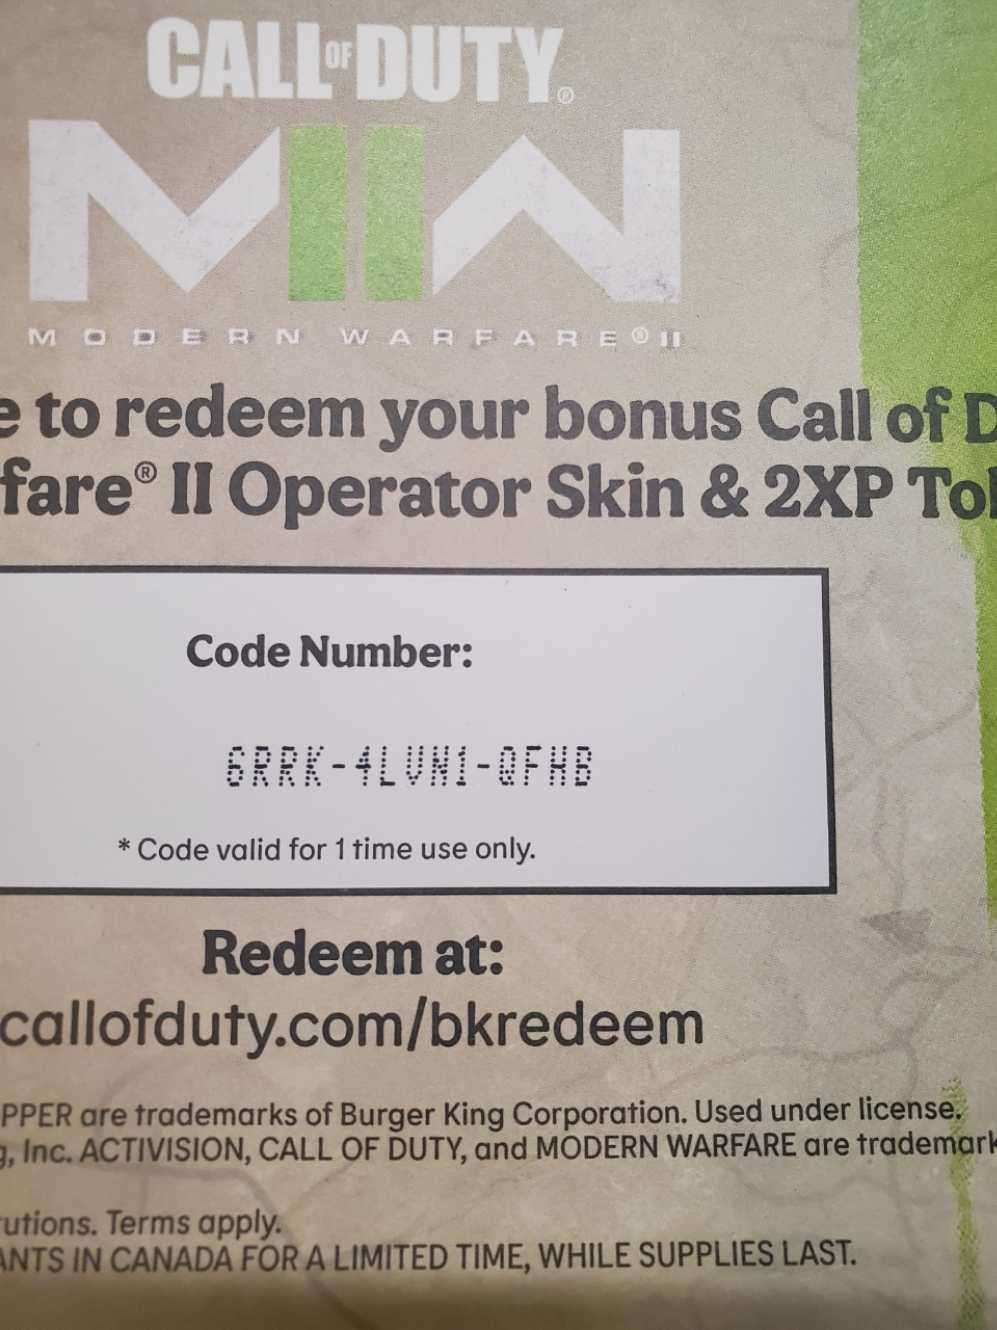 CALL OF DUTY®
MIIW
MODERN WARFARE® II
e to redeem your bonus Call of D
fare® II Operator Skin & 2XP Tok
Code Number:
6RRK-4LVN1-QFHB
* Code valid for 1 time use only.
Redeem at:
callofduty.com/bkredeem
PPER are trademarks of Burger King Corporation. Used under license.
g, Inc. ACTIVISION, CALL OF DUTY, and MODERN WARFARE are trademark
rutions. Terms apply.
ANTS IN CANADA FOR A LIMITED TIME, WHILE SUPPLIES LAST.